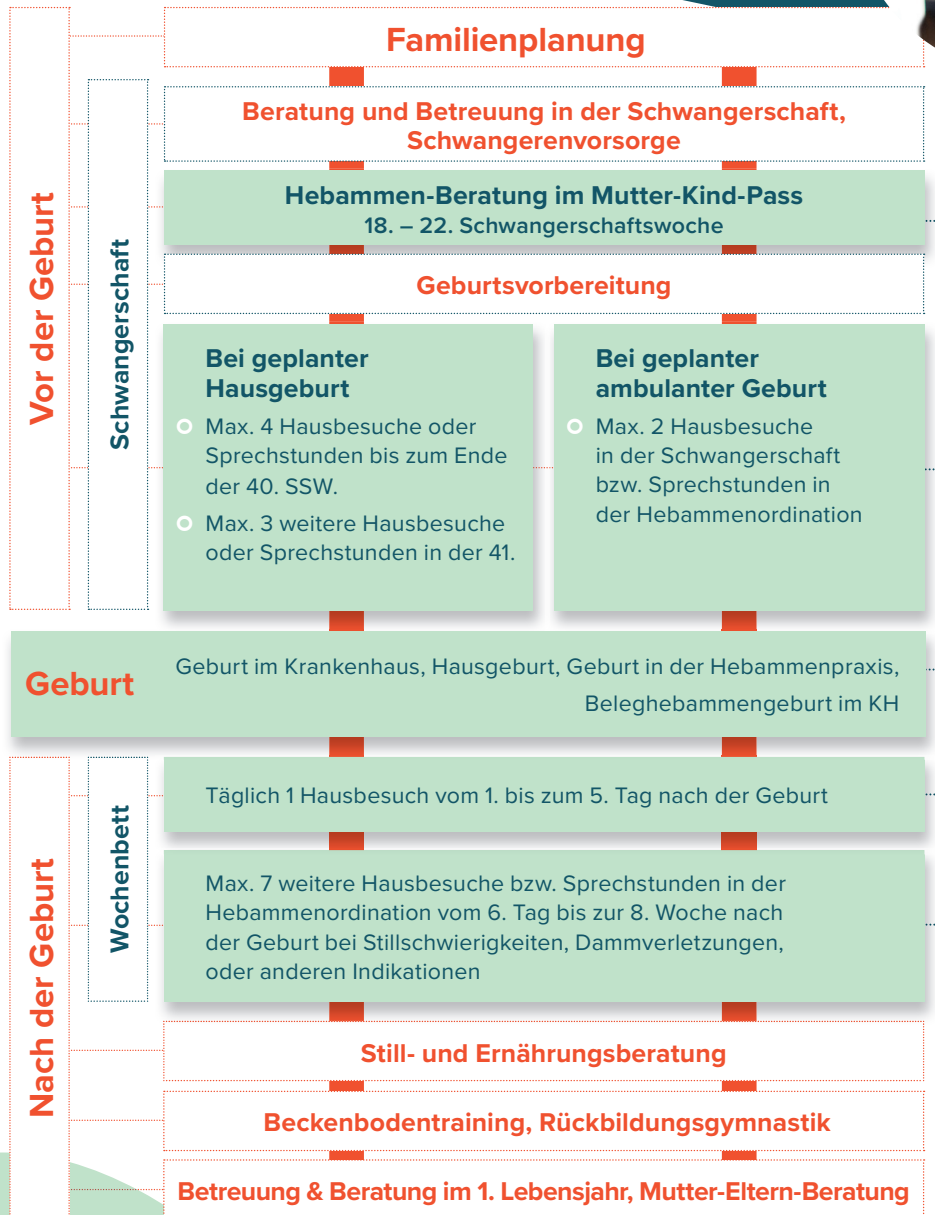 Vor der Geburt
Familienplanung
Schwangerschaft
Beratung und Betreuung in der Schwangerschaft,
Schwangerenvorsorge
Hebammen-Beratung im Mutter-Kind-Pass
18. – 22. Schwangerschaftswoche
Geburtsvorbereitung
Bei geplanter
Hausgeburt
Max. 4 Hausbesuche oder
Sprechstunden bis zum Ende
der 40. SSW.
Max. 3 weitere Hausbesuche
oder Sprechstunden in der 41.
Bei geplanter
ambulanter Geburt
Max. 2 Hausbesuche
in der Schwangerschaft
bzw. Sprechstunden in
der Hebammenordination
Geburt
Geburt im Krankenhaus, Hausgeburt, Geburt in der Hebammenpraxis,
Beleghebammengeburt im KH
Nach der Geburt
Wochenbett
Täglich 1 Hausbesuch vom 1. bis zum 5. Tag nach der Geburt
Max. 7 weitere Hausbesuche bzw. Sprechstunden in der
Hebammenordination vom 6. Tag bis zur 8. Woche nach
der Geburt bei Stillschwierigkeiten, Dammverletzungen,
oder anderen Indikationen
Still- und Ernährungsberatung
Beckenbodentraining, Rückbildungsgymnastik
Betreuung & Beratung im 1. Lebensjahr, Mutter-Eltern-Beratung